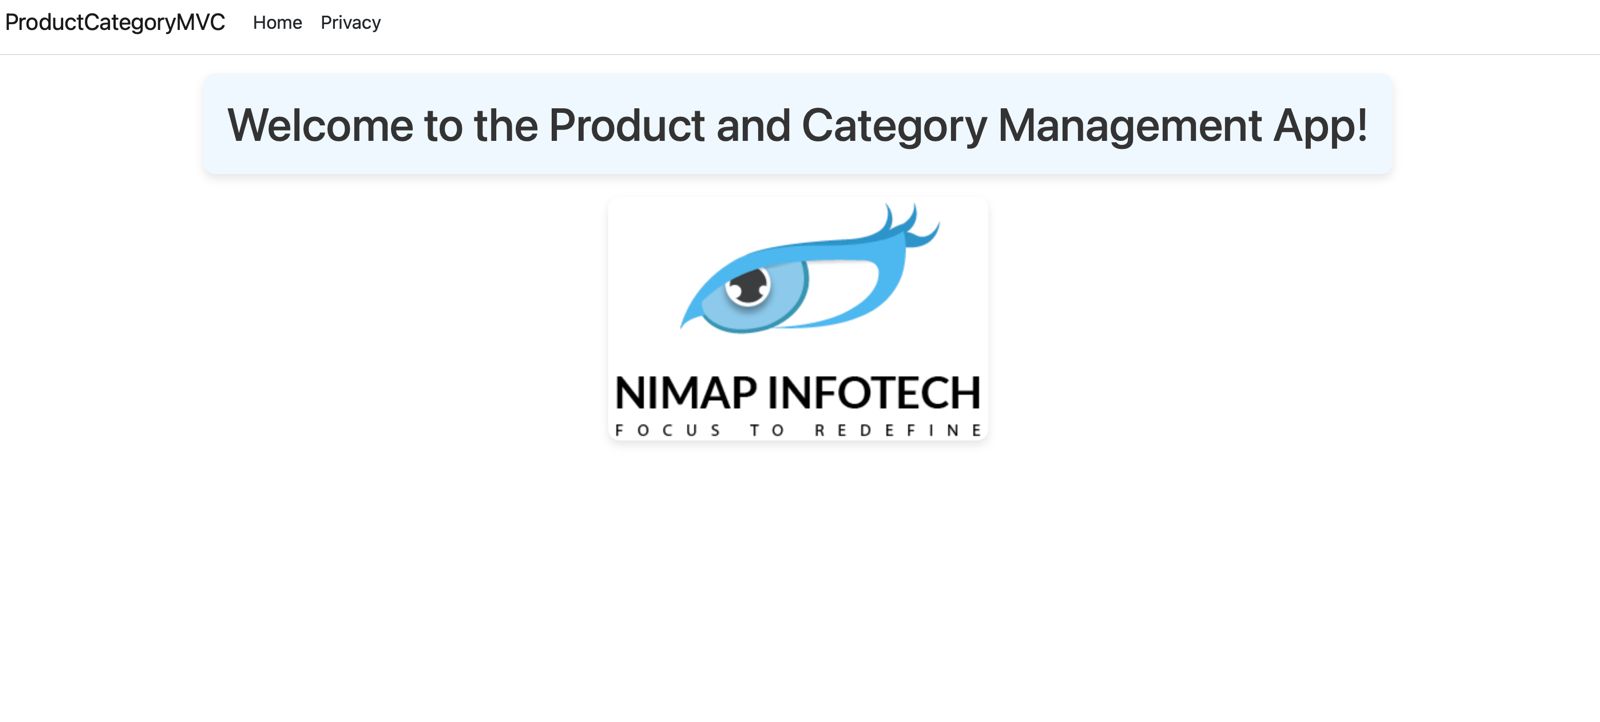 ProductCategoryMVC Home Privacy
Welcome to the Product and Category Management App!
NIMAP INFOTECH
FOCUS TO REDEFINE